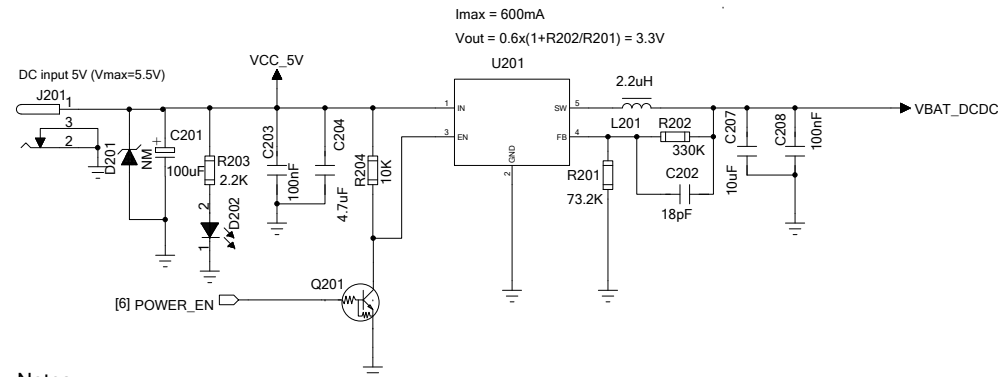 Imax = 600mA
Vout = 0.6x(1+R202/R201) = 3.3V
DC input 5V (Vmax=5.5V)
VCC_5V
U201
2.2uH
J201
1
3
2
D201
NM
C201
100uF
R203
2.2K
2
1
D202
C203
100nF
C204
4.7uF
R204
10K
1
IN
3
EN
GND
2
SW
5
FB
4
L201
R202
330K
C202
18pF
R201
73.2K
C207
10uF
C208
100nF
VBAT_DCDC
Q201
[6] POWER_EN